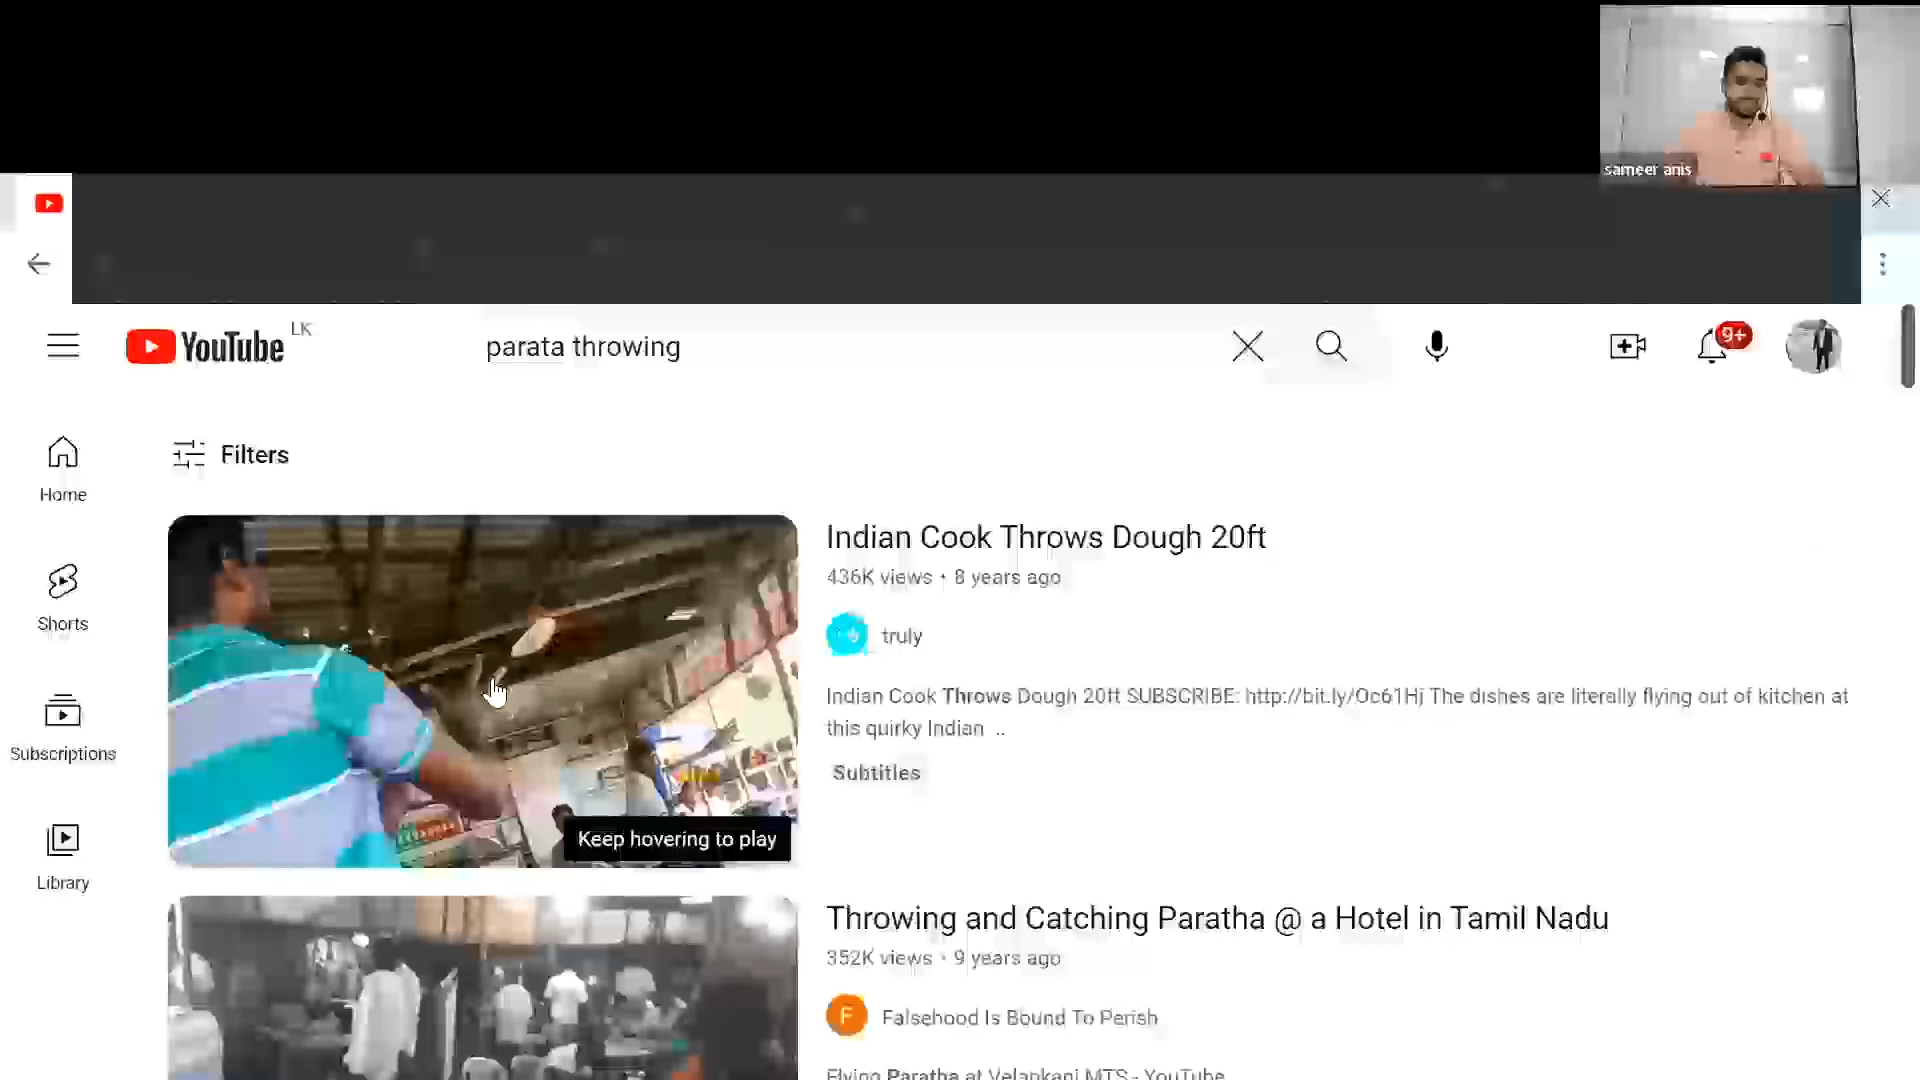 sameer anis
YouTube LK
parata throwing
9+
Filters
Home
Shorts
Subscriptions
Library
Keep hovering to play
Indian Cook Throws Dough 20ft
436K views • 8 years ago
truly
Indian Cook Throws Dough 20ft SUBSCRIBE: http://bit.ly/Oc61Hj The dishes are literally flying out of kitchen at
this quirky Indian ..
Subtitles
Throwing and Catching Paratha @ a Hotel in Tamil Nadu
352K views • 9 years ago
F
Falsehood Is Bound To Perish
Flying Paratha at Velankani MTS - YouTube